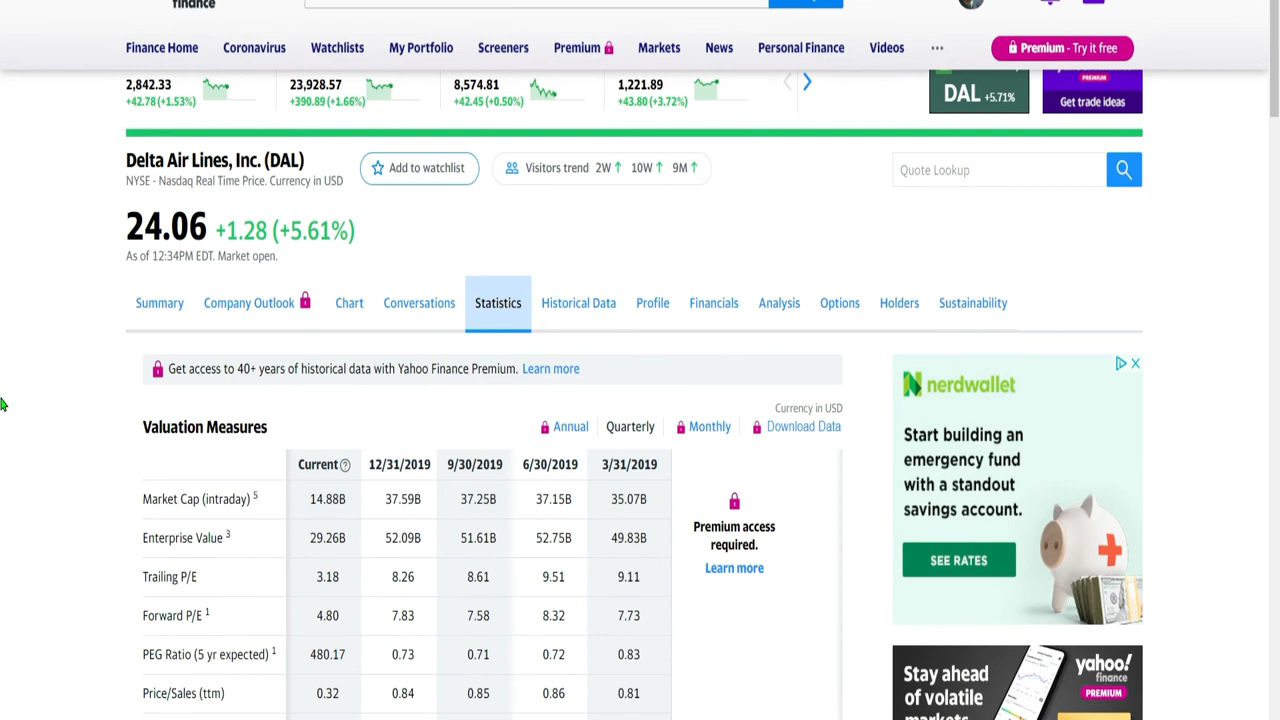 finance
Finance Home Coronavirus Watchlists My Portfolio Screeners Premium Markets News Personal Finance Videos ... Premium - Try it free
2,842.33 23,928.57 8,574.81 1,221.89
+42.78 (+1.53%) +390.89 (+1.66%) +42.45 (+0.50%) +43.80 (+3.72%)
DAL +5.71%
PREMIUM
Get trade ideas
Delta Air Lines, Inc. (DAL)
NYSE - Nasdaq Real Time Price. Currency in USD
Add to watchlist
Visitors trend 2W ↑ 10W ↑ 9M ↑
Quote Lookup
24.06 +1.28 (+5.61%)
As of 12:34PM EDT. Market open.
Summary Company Outlook Chart Conversations Statistics Historical Data Profile Financials Analysis Options Holders Sustainability
Get access to 40+ years of historical data with Yahoo Finance Premium. Learn more
Currency in USD
Valuation Measures Annual Quarterly Monthly Download Data
Current ? 12/31/2019 9/30/2019 6/30/2019 3/31/2019
Market Cap (intraday) 5 14.88B 37.59B 37.25B 37.15B 35.07B
Enterprise Value 3 29.26B 52.09B 51.61B 52.75B 49.83B
Trailing P/E 3.18 8.26 8.61 9.51 9.11
Forward P/E 1 4.80 7.83 7.58 8.32 7.73
PEG Ratio (5 yr expected) 1 480.17 0.73 0.71 0.72 0.83
Price/Sales (ttm) 0.32 0.84 0.85 0.86 0.81
Premium access
required.
Learn more
nerdwallet
Start building an
emergency fund
with a standout
savings account.
SEE RATES
Stay ahead
of volatile
markets
yahoo!
finance
PREMIUM